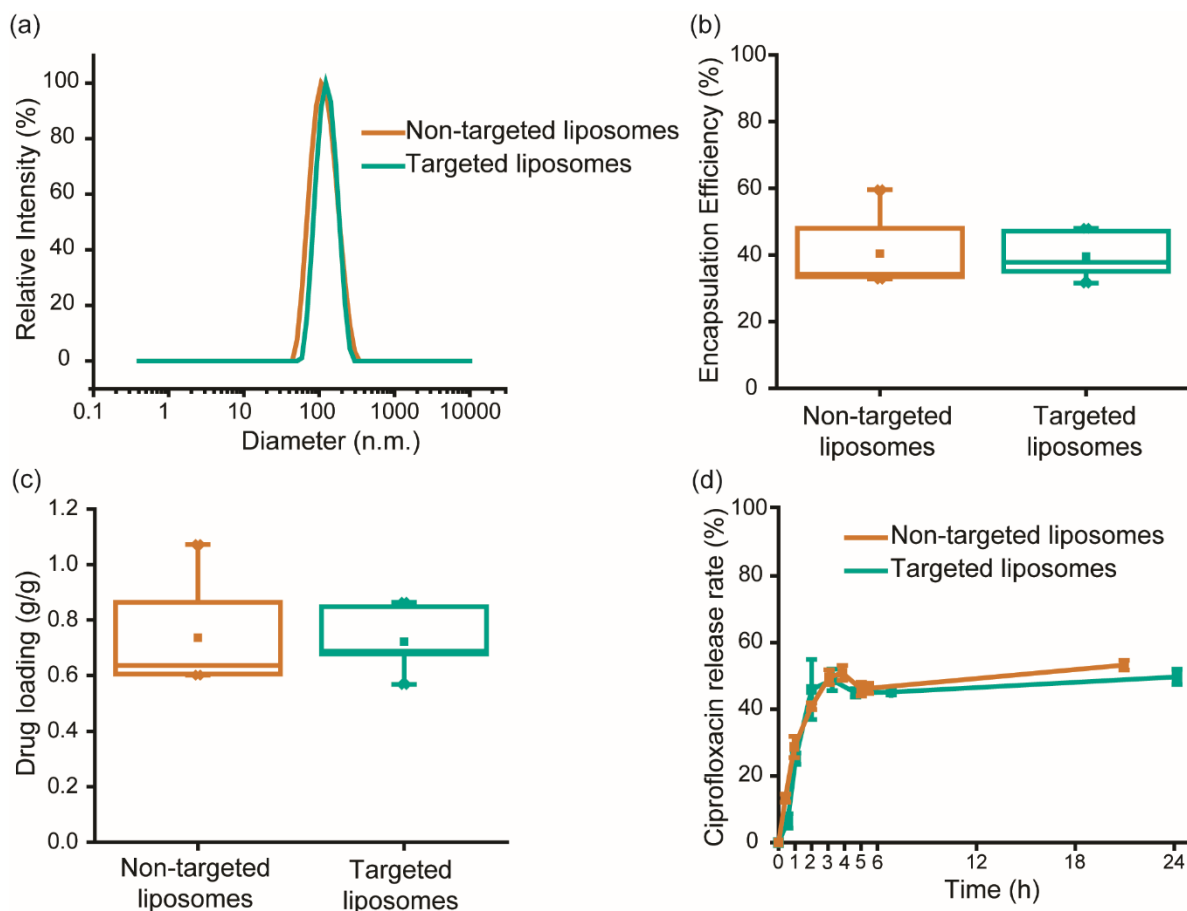 (a)
Relative Intensity (%)
100
80
60
40
20
0
0.1
1
10
100
1000
10000
Diameter (n.m.)
Non-targeted liposomes
Targeted liposomes
(b)
Encapsulation Efficiency (%)
100
80
60
40
20
0
Non-targeted
liposomes
Targeted
liposomes
(c)
Drug loading (g/g)
1.2
1.0
0.8
0.6
0.4
0.2
0.0
Non-targeted
liposomes
Targeted
liposomes
(d)
Ciprofloxacin release rate (%)
100
80
60
40
20
0
0 1 2 3 4 5 6 12 18 24
Time (h)
Non-targeted liposomes
Targeted liposomes